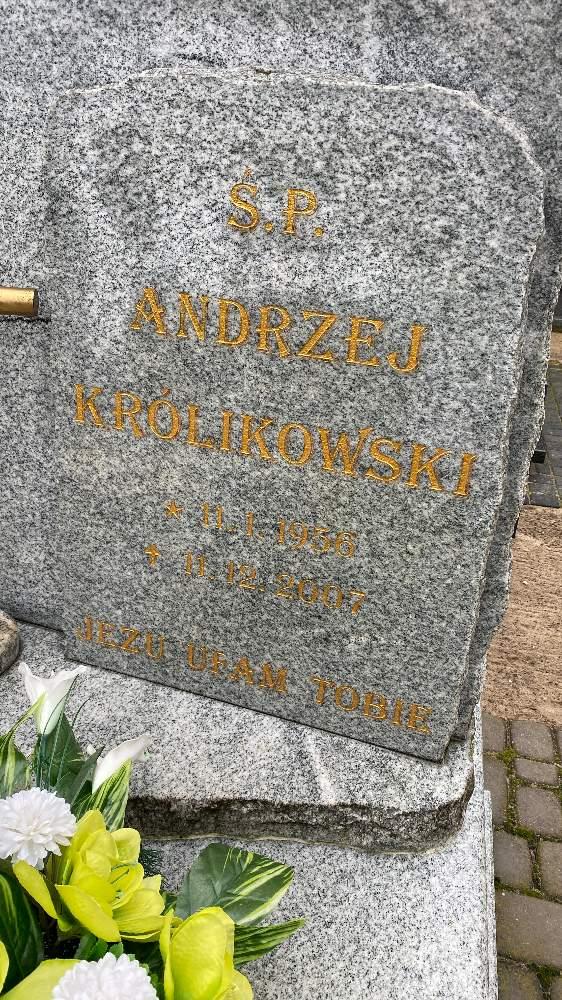 Ś.P.
ANDRZEJ
KRÓLIKOWSKI
★ 11.1.1956
✝ 11.12.2007
JEZU UFAM TOBIE